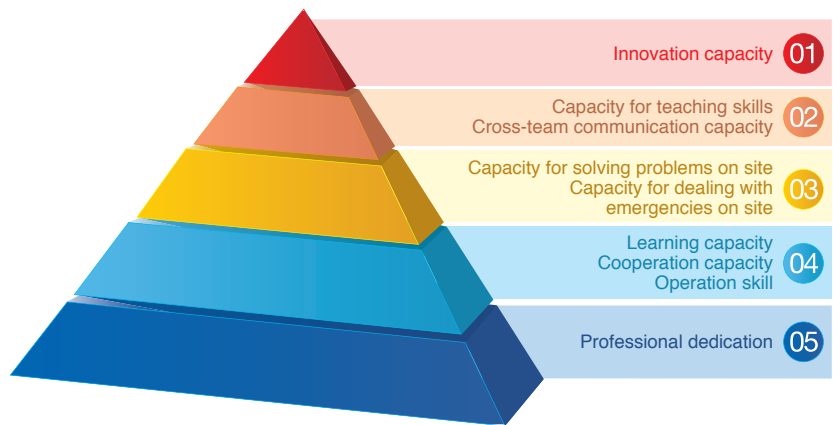 Innovation capacity 01
Capacity for teaching skills
Cross-team communication capacity
02
Capacity for solving problems on site
Capacity for dealing with
emergencies on site
03
Learning capacity
Cooperation capacity
Operation skill
04
Professional dedication 05